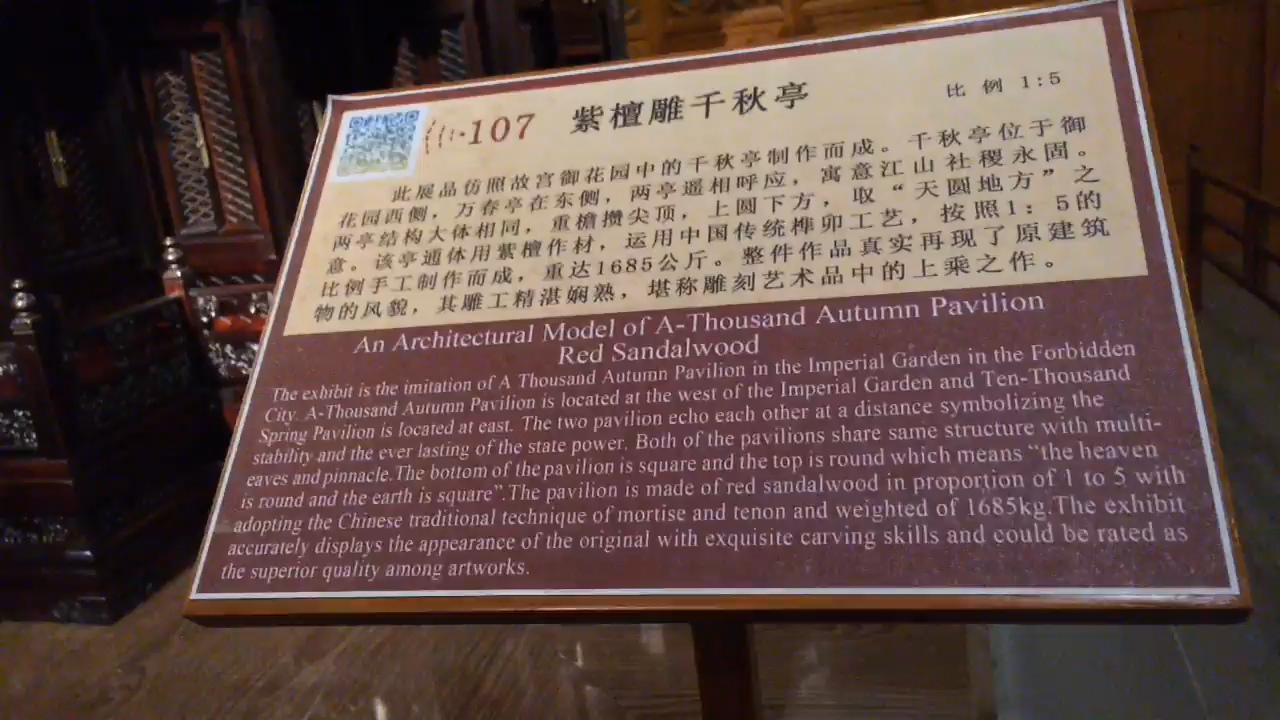 107 紫檀雕千秋亭 比例 1:5
此展品仿照故宫御花园中的千秋亭制作而成。千秋亭位于御
花园西侧，万春亭在东侧，两亭遥相呼应，寓意江山社稷永固。
两亭结构大体相同，重檐攒尖顶，上圆下方，取“天圆地方”之
意。该亭通体用紫檀作材，运用中国传统榫卯工艺，按照1：5的
比例手工制作而成，重达1685公斤。整件作品真实再现了原建筑
物的风貌，其雕工精湛娴熟，堪称雕刻艺术品中的上乘之作。
An Architectural Model of A-Thousand Autumn Pavilion
Red Sandalwood
The exhibit is the imitation of A Thousand Autumn Pavilion in the Imperial Garden in the Forbidden
City. A-Thousand Autumn Pavilion is located at the west of the Imperial Garden and Ten-Thousand
Spring Pavilion is located at east. The two pavilion echo each other at a distance symbolizing the
stability and the ever lasting of the state power. Both of the pavilions share same structure with multi-
eaves and pinnacle.The bottom of the pavilion is square and the top is round which means “the heaven
is round and the earth is square”.The pavilion is made of red sandalwood in proportion of 1 to 5 with
adopting the Chinese traditional technique of mortise and tenon and weighted of 1685kg.The exhibit
accurately displays the appearance of the original with exquisite carving skills and could be rated as
the superior quality among artworks.